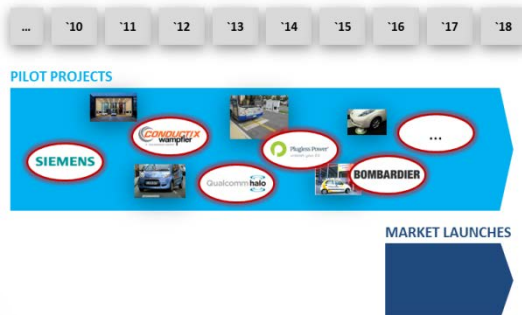 ... `10 `11 `12 `13 `14 `15 `16 `17 `18
PILOT PROJECTS
CONDUCTIX
wampfler
Plugless Power
...
SIEMENS
Qualcomm halo
BOMBARDIER
MARKET LAUNCHES